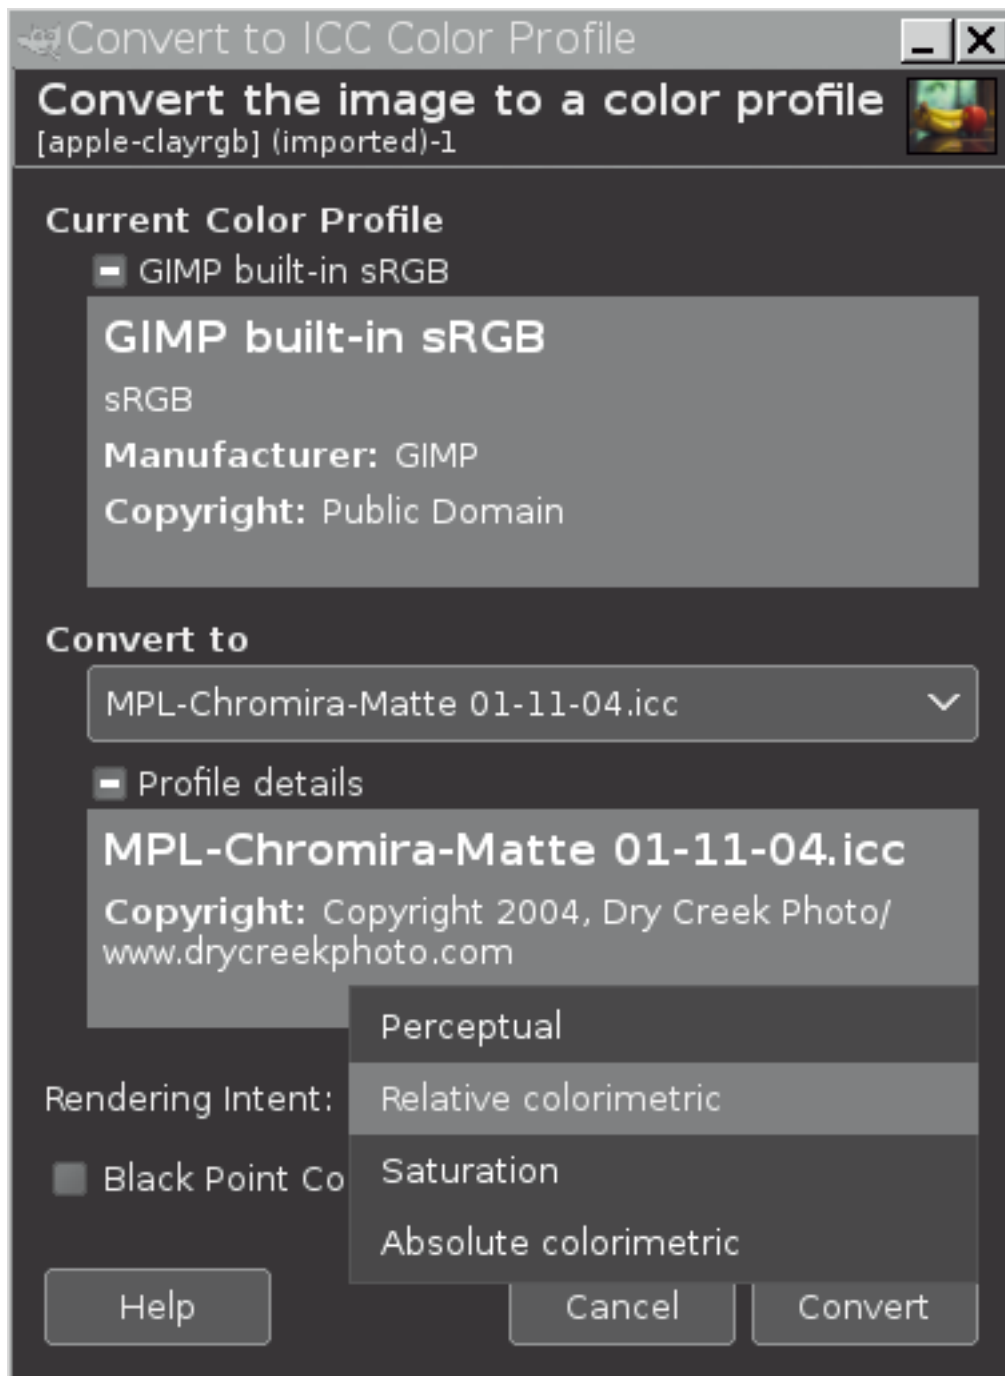 Convert to ICC Color Profile
Convert the image to a color profile
[apple-clayrgb] (imported)-1
Current Color Profile
GIMP built-in sRGB
GIMP built-in sRGB
sRGB
Manufacturer: GIMP
Copyright: Public Domain
Convert to
MPL-Chromira-Matte 01-11-04.icc
Profile details
MPL-Chromira-Matte 01-11-04.icc
Copyright: Copyright 2004, Dry Creek Photo/
www.drycreekphoto.com
Perceptual
Rendering Intent: Relative colorimetric
Black Point Co
Saturation
Absolute colorimetric
Help Cancel Convert